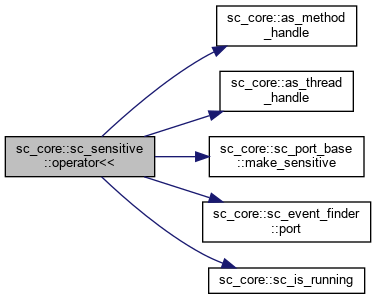 sc_core::as_method
_handle
sc_core::as_thread
_handle
sc_core::sc_sensitive
::operator<<
sc_core::sc_port_base
::make_sensitive
sc_core::sc_event_finder
::port
sc_core::sc_is_running